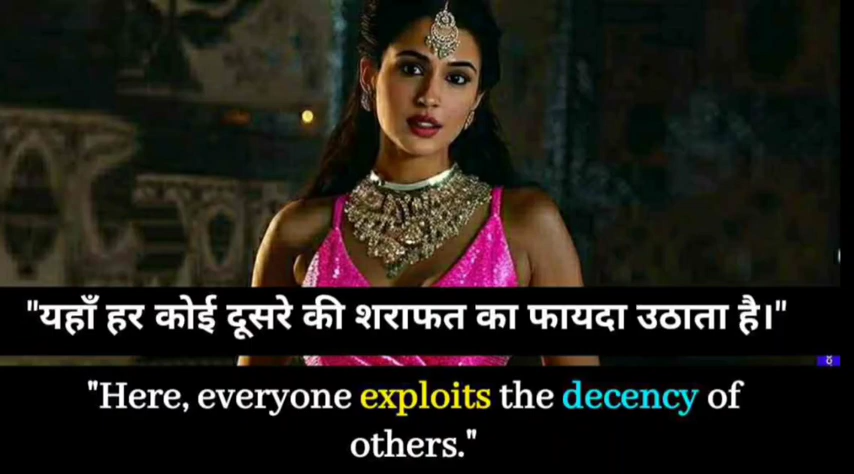 "यहाँ हर कोई दूसरे की शराफत का फायदा उठाता है।"
"Here, everyone exploits the decency of
others."